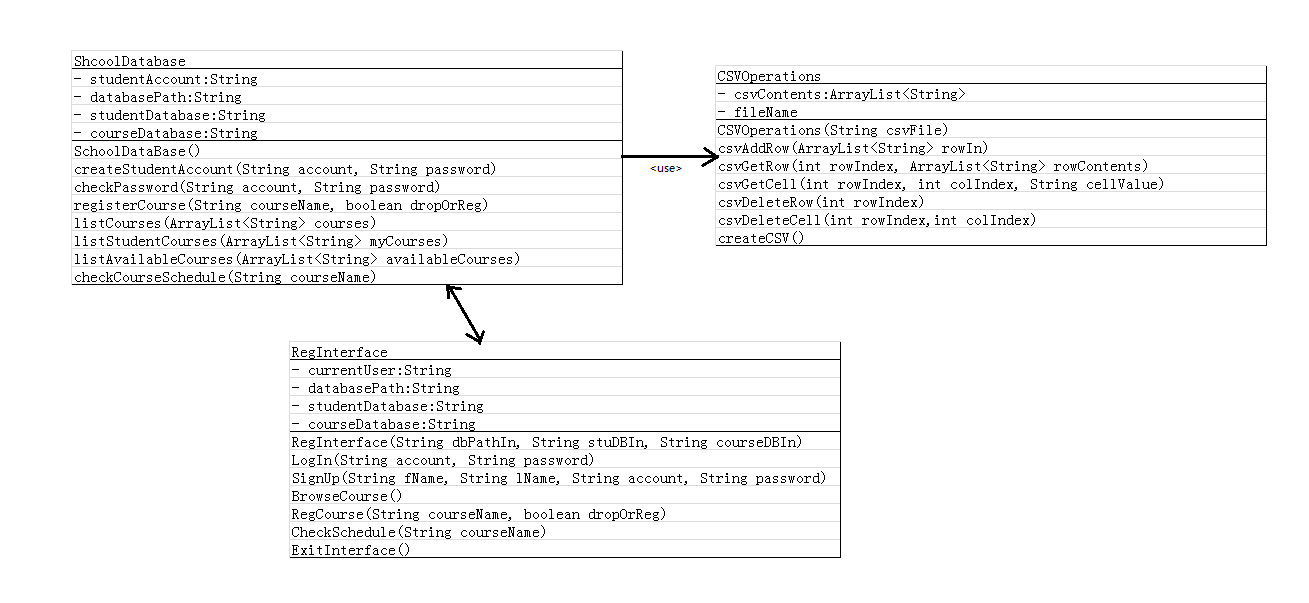 ShcoolDatabase
- studentAccount:String
- databasePath:String
- studentDatabase:String
- courseDatabase:String
SchoolDataBase()
createStudentAccount(String account, String password)
checkPassword(String account, String password)
registerCourse(String courseName, boolean dropOrReg)
listCourses(ArrayList<String> courses)
listStudentCourses(ArrayList<String> myCourses)
listAvailableCourses(ArrayList<String> availableCourses)
checkCourseSchedule(String courseName)
<use>
CSVOperations
- csvContents:ArrayList<String>
- fileName
CSVOperations(String csvFile)
csvAddRow(ArrayList<String> rowIn)
csvGetRow(int rowIndex, ArrayList<String> rowContents)
csvGetCell(int rowIndex, int colIndex, String cellValue)
csvDeleteRow(int rowIndex)
csvDeleteCell(int rowIndex,int colIndex)
createCSV()
RegInterface
- currentUser:String
- databasePath:String
- studentDatabase:String
- courseDatabase:String
RegInterface(String dbPathIn, String stuDBIn, String courseDBIn)
LogIn(String account, String password)
SignUp(String fName, String lName, String account, String password)
BrowseCourse()
RegCourse(String courseName, boolean dropOrReg)
CheckSchedule(String courseName)
ExitInterface()